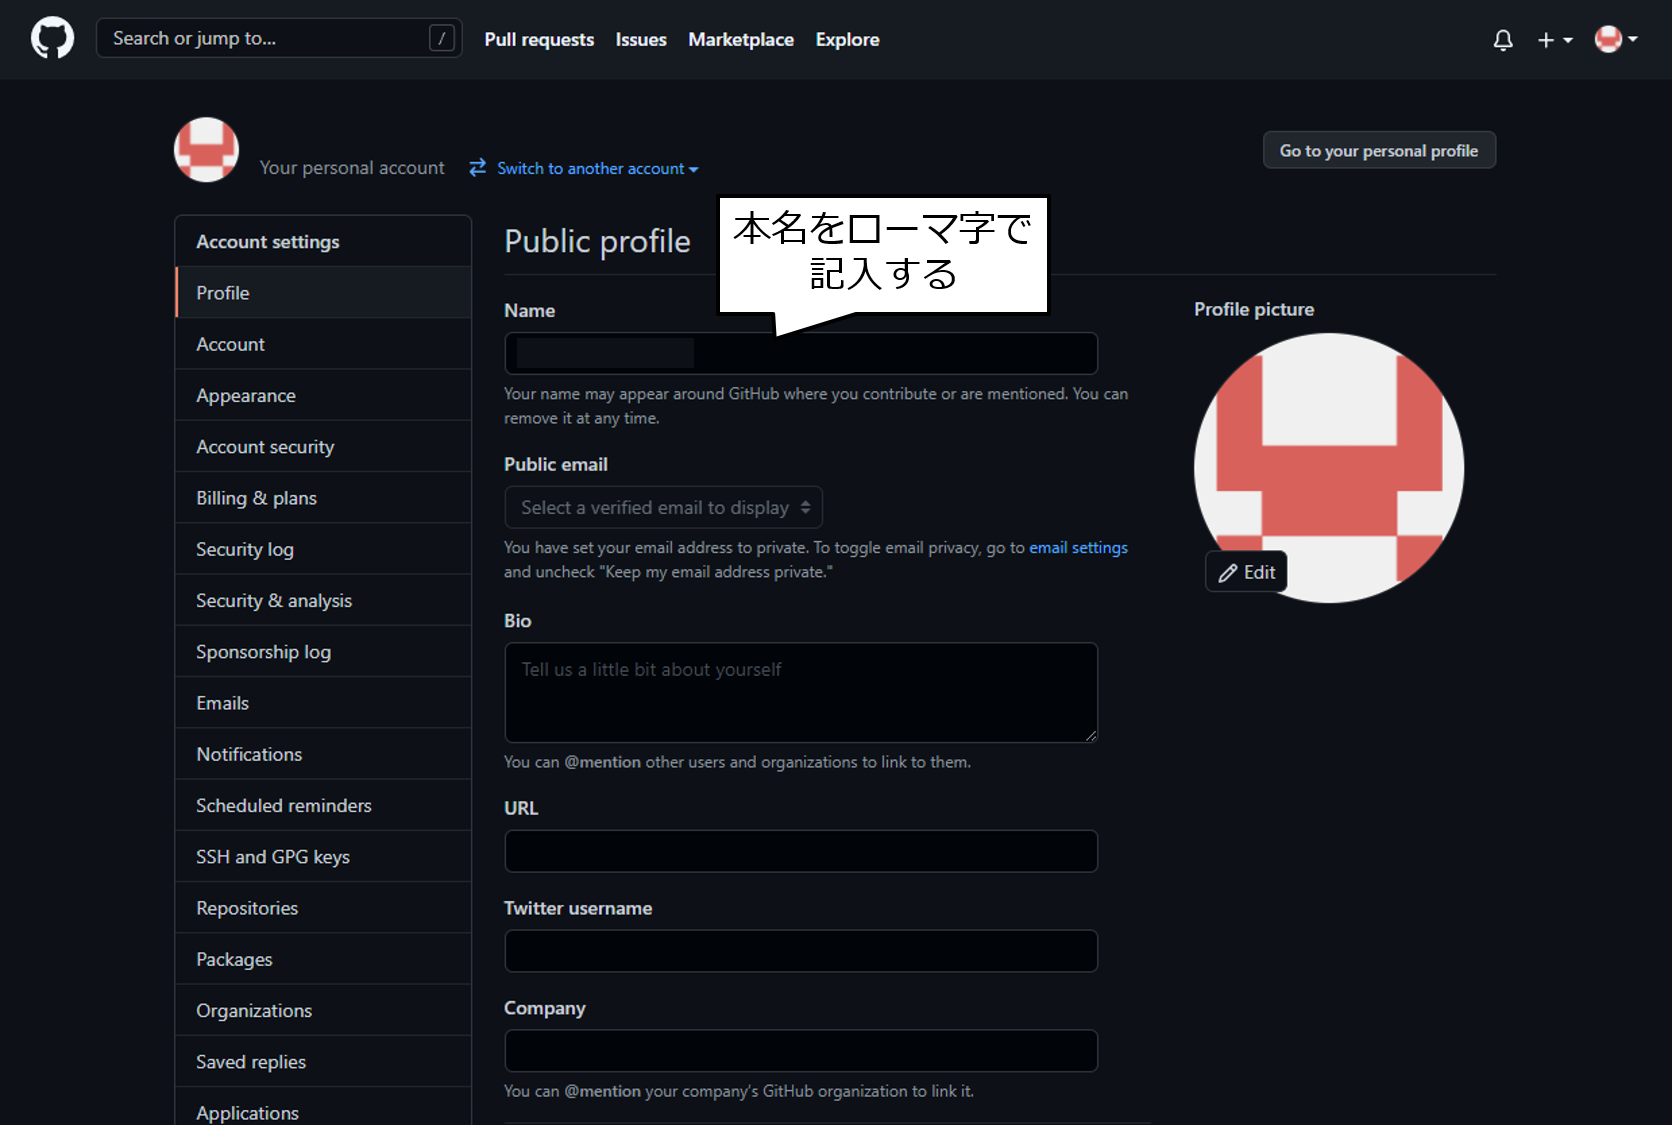 Search or jump to...
/
Pull requests
Issues
Marketplace
Explore
Your personal account
Switch to another account
Go to your personal profile
Account settings
Profile
Account
Appearance
Account security
Billing & plans
Security log
Security & analysis
Sponsorship log
Emails
Notifications
Scheduled reminders
SSH and GPG keys
Repositories
Packages
Organizations
Saved replies
Applications
Public profile
本名をローマ字で
記入する
Name
Your name may appear around GitHub where you contribute or are mentioned. You can
remove it at any time.
Public email
Select a verified email to display
You have set your email address to private. To toggle email privacy, go to email settings
and uncheck "Keep my email address private."
Bio
Tell us a little bit about yourself
You can @mention other users and organizations to link to them.
URL
Twitter username
Company
You can @mention your company's GitHub organization to link it.
Profile picture
Edit